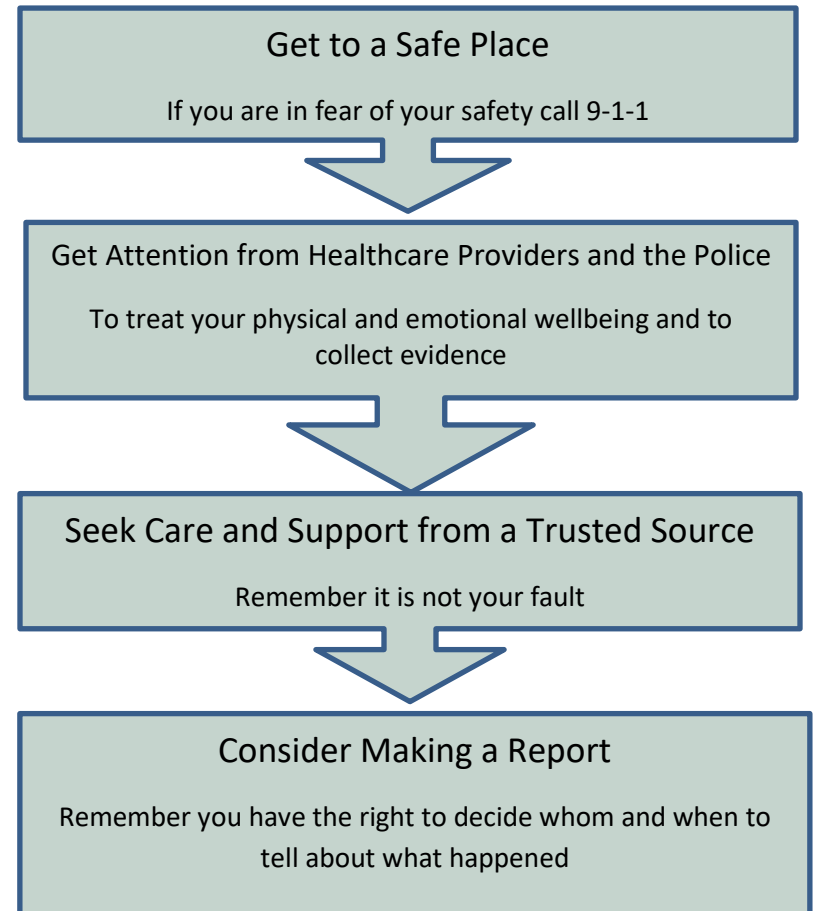 Get to a Safe Place
If you are in fear of your safety call 9-1-1
Get Attention from Healthcare Providers and the Police
To treat your physical and emotional wellbeing and to
collect evidence
Seek Care and Support from a Trusted Source
Remember it is not your fault
Consider Making a Report
Remember you have the right to decide whom and when to
tell about what happened